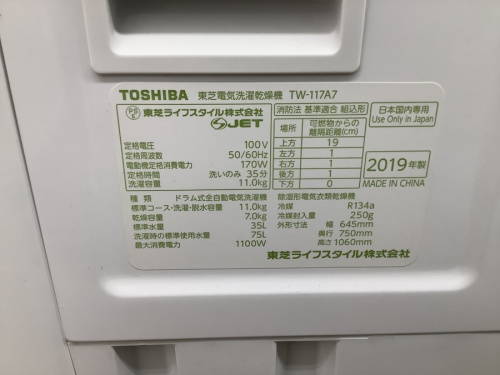 TOSHIBA 東芝電気洗濯乾燥機 TW-117A7
PSE 東芝ライフスタイル株式会社
JET
定格電圧 100V
定格周波数 50/60Hz
電動機定格消費電力 170W
定格時間 洗いのみ 35分
洗濯容量 11.0kg
消防法 基準適合 組込形
場所 可燃物からの離隔距離(cm)
上方 19
左方 1
右方 1
前方 1
後方 1
下方 0
日本国内専用
Use Only in Japan
2019年製
MADE IN CHINA
種類 ドラム式全自動電気洗濯機
標準コース・洗濯・脱水容量 11.0kg
乾燥容量 7.0kg
標準水量 35L
洗濯時の標準使用水量 75L
最大消費電力 1100W
除湿形電気衣類乾燥機
冷媒 R134a
冷媒封入量 250g
外形寸法 幅 645mm
奥行 750mm
高さ 1060mm
東芝ライフスタイル株式会社